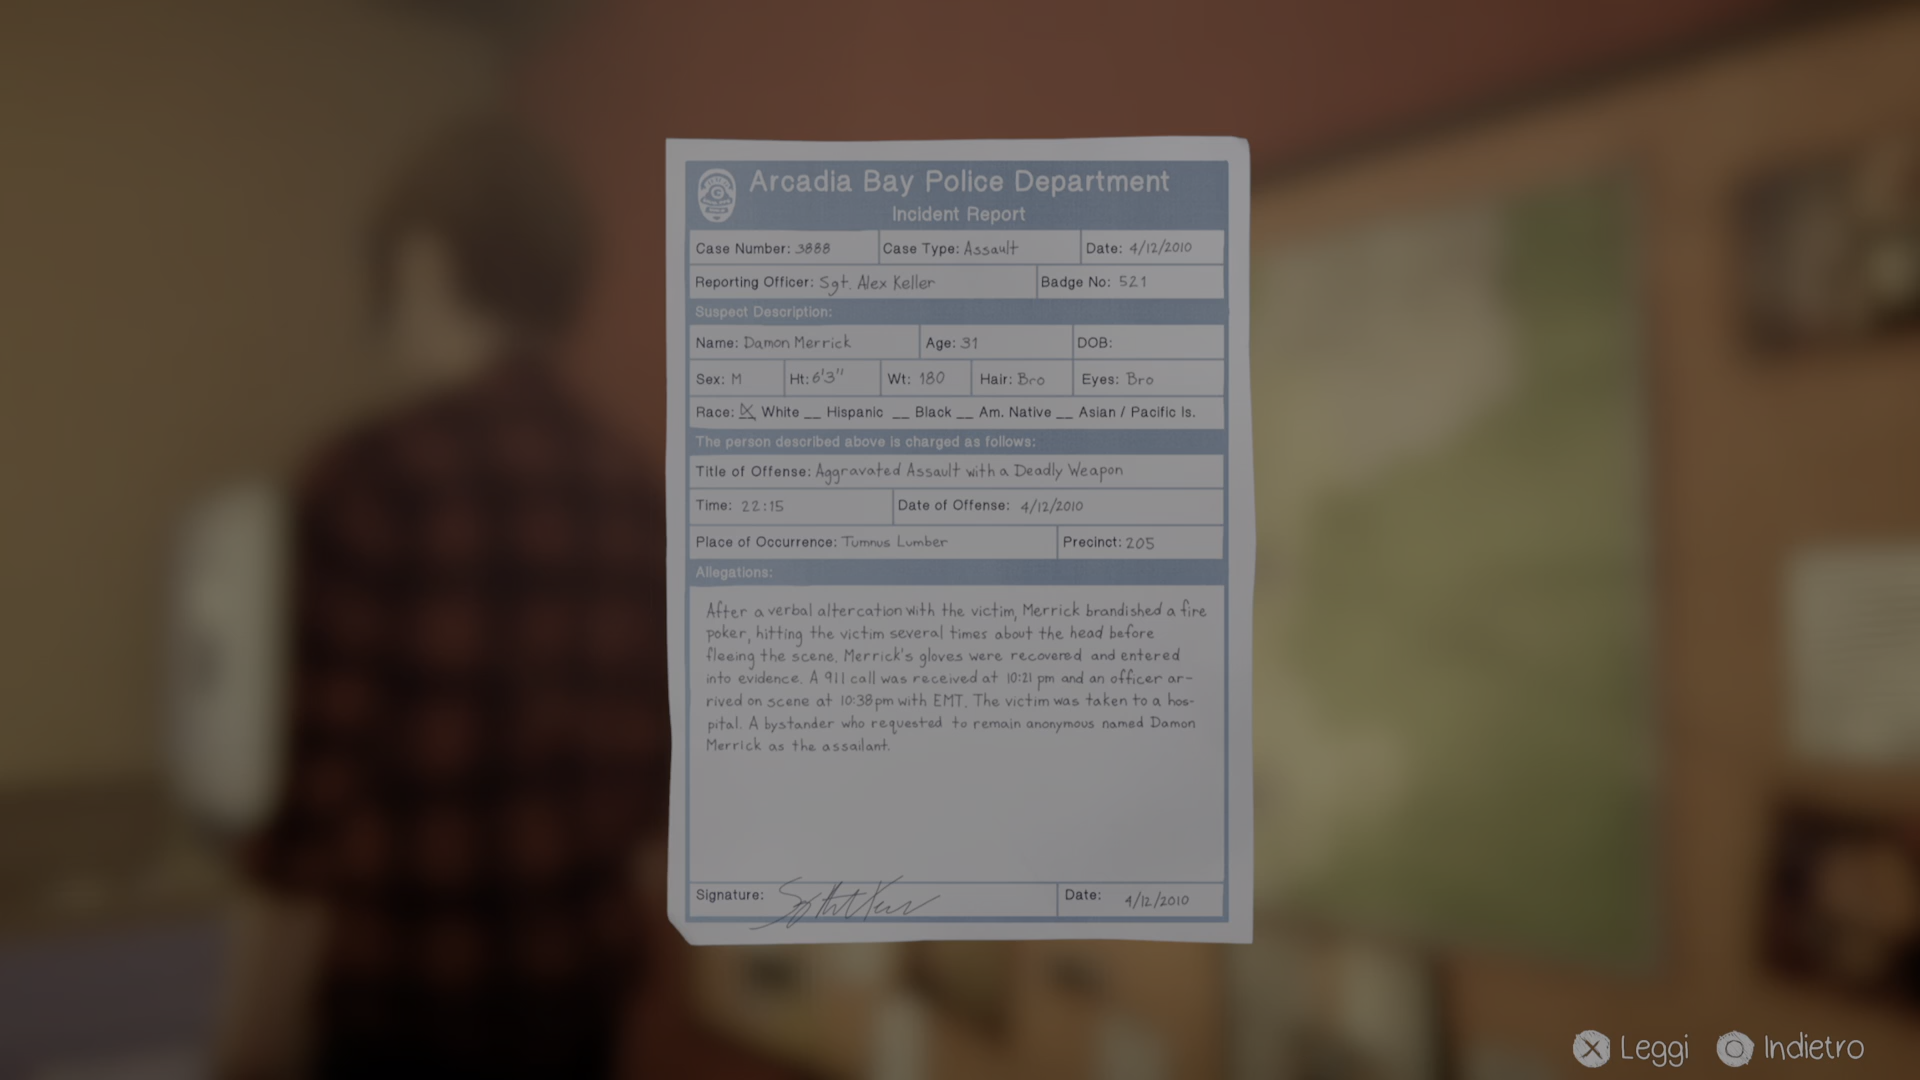 Arcadia Bay Police Department
Incident Report
Case Number: 3888 Case Type: Assault Date: 4/12/2010
Reporting Officer: Sgt. Alex Keller Badge No: 521
Suspect Description:
Name: Damon Merrick Age: 31 DOB:
Sex: M Ht: 6'3" Wt: 180 Hair: Bro Eyes: Bro
Race: X White __ Hispanic __ Black __ Am. Native __ Asian / Pacific Is.
The person described above is charged as follows:
Title of Offense: Aggravated Assault with a Deadly Weapon
Time: 22:15 Date of Offense: 4/12/2010
Place of Occurrence: Tumnus Lumber Precinct: 205
Allegations:
After a verbal altercation with the victim, Merrick brandished a fire
poker, hitting the victim several times about the head before
fleeing the scene. Merrick's gloves were recovered and entered
into evidence. A 911 call was received at 10:21 pm and an officer ar-
rived on scene at 10:38pm with EMT. The victim was taken to a hos-
pital. A bystander who requested to remain anonymous named Damon
Merrick as the assailant.
Signature: Date: 4/12/2010
Leggi Indietro